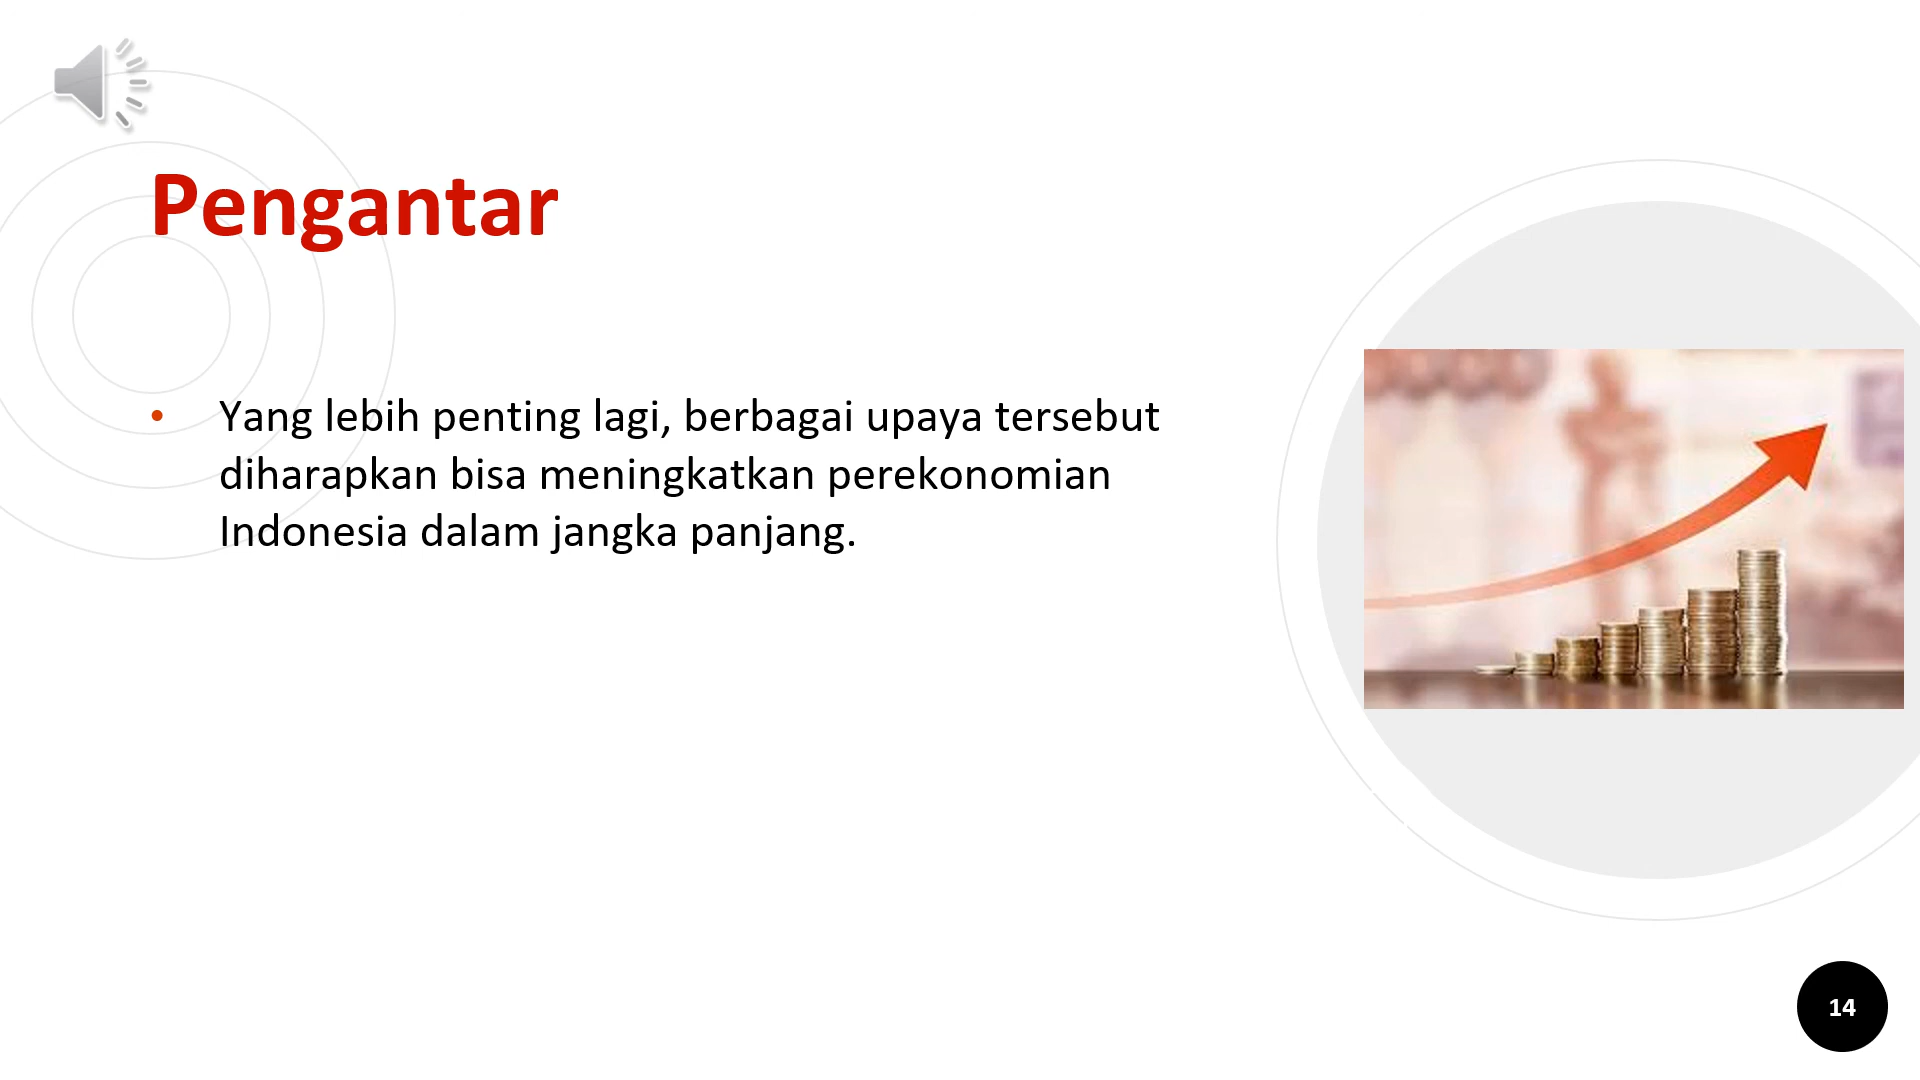 Pengantar
• Yang lebih penting lagi, berbagai upaya tersebut
diharapkan bisa meningkatkan perekonomian
Indonesia dalam jangka panjang.
14